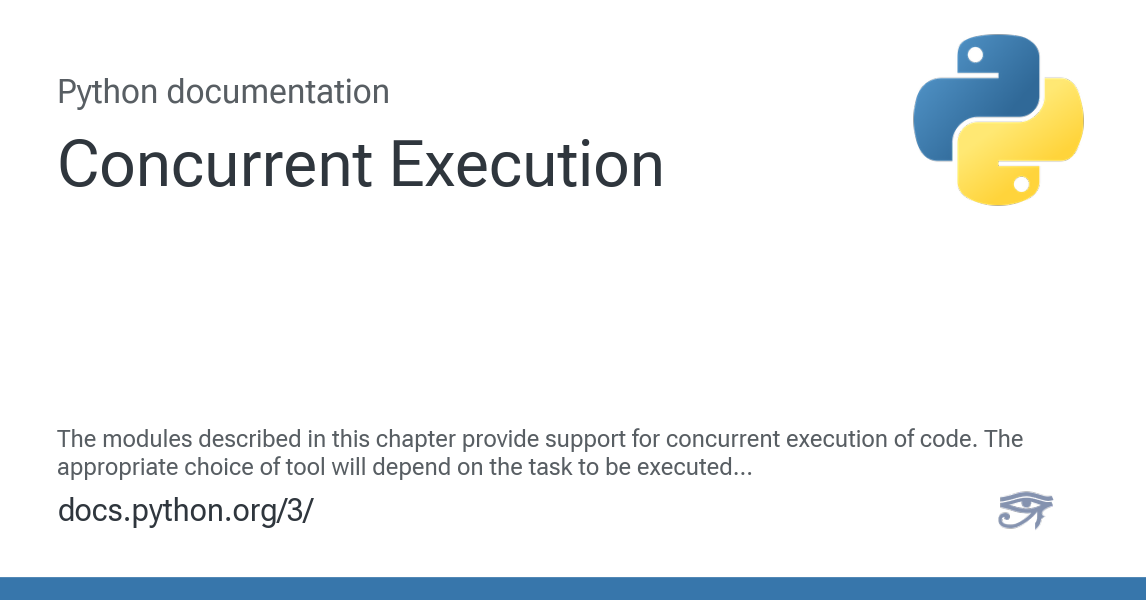 Python documentation
Concurrent Execution
The modules described in this chapter provide support for concurrent execution of code. The
appropriate choice of tool will depend on the task to be executed...
docs.python.org/3/